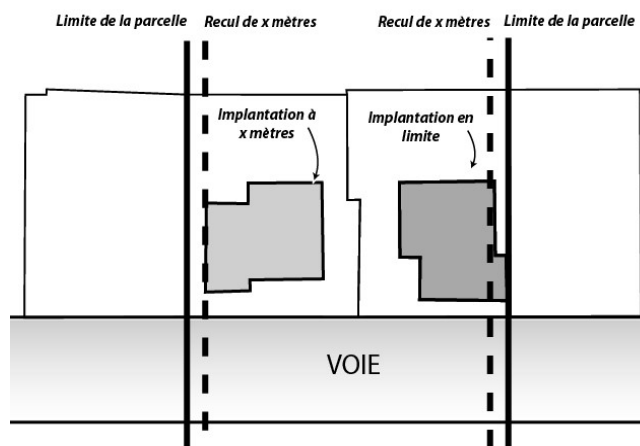 Limite de la parcelle Recul de x mètres Recul de x mètres Limite de la parcelle
Implantation à
x mètres
Implantation en
limite
VOIE